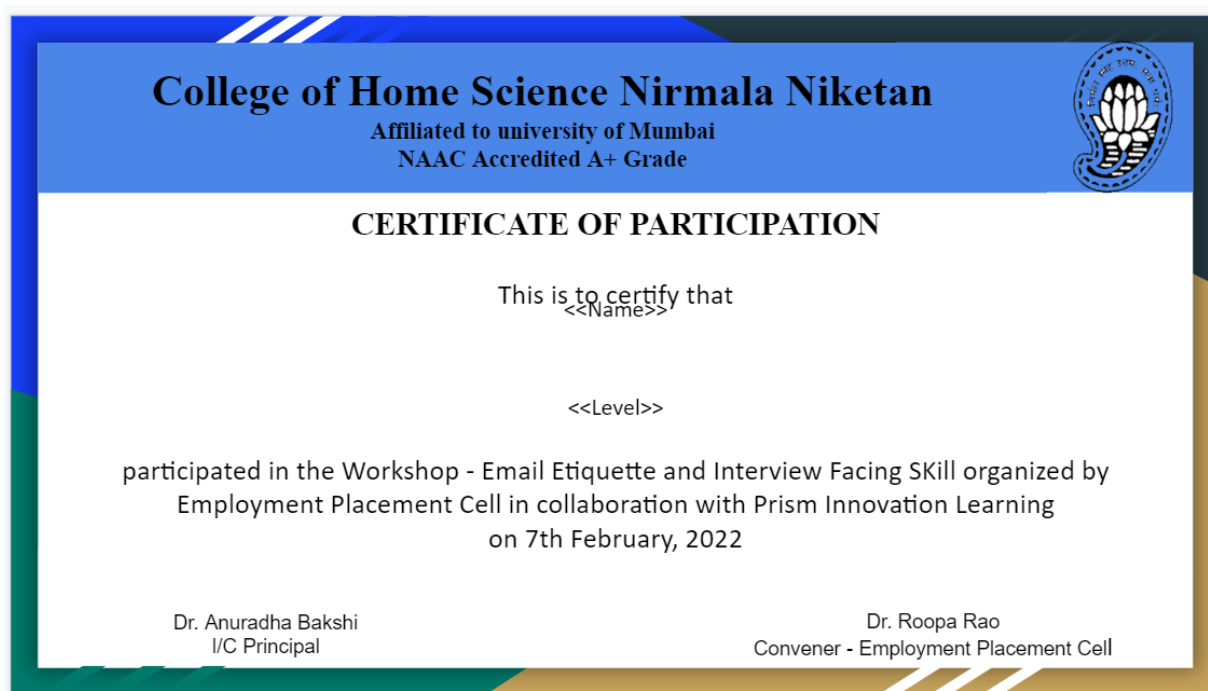 College of Home Science Nirmala Niketan
Affiliated to university of Mumbai
NAAC Accredited A+ Grade
CERTIFICATE OF PARTICIPATION
This is to certify that
<<Name>>
<<Level>>
participated in the Workshop - Email Etiquette and Interview Facing SKill organized by
Employment Placement Cell in collaboration with Prism Innovation Learning
on 7th February, 2022
Dr. Anuradha Bakshi
I/C Principal
Dr. Roopa Rao
Convener - Employment Placement Cell